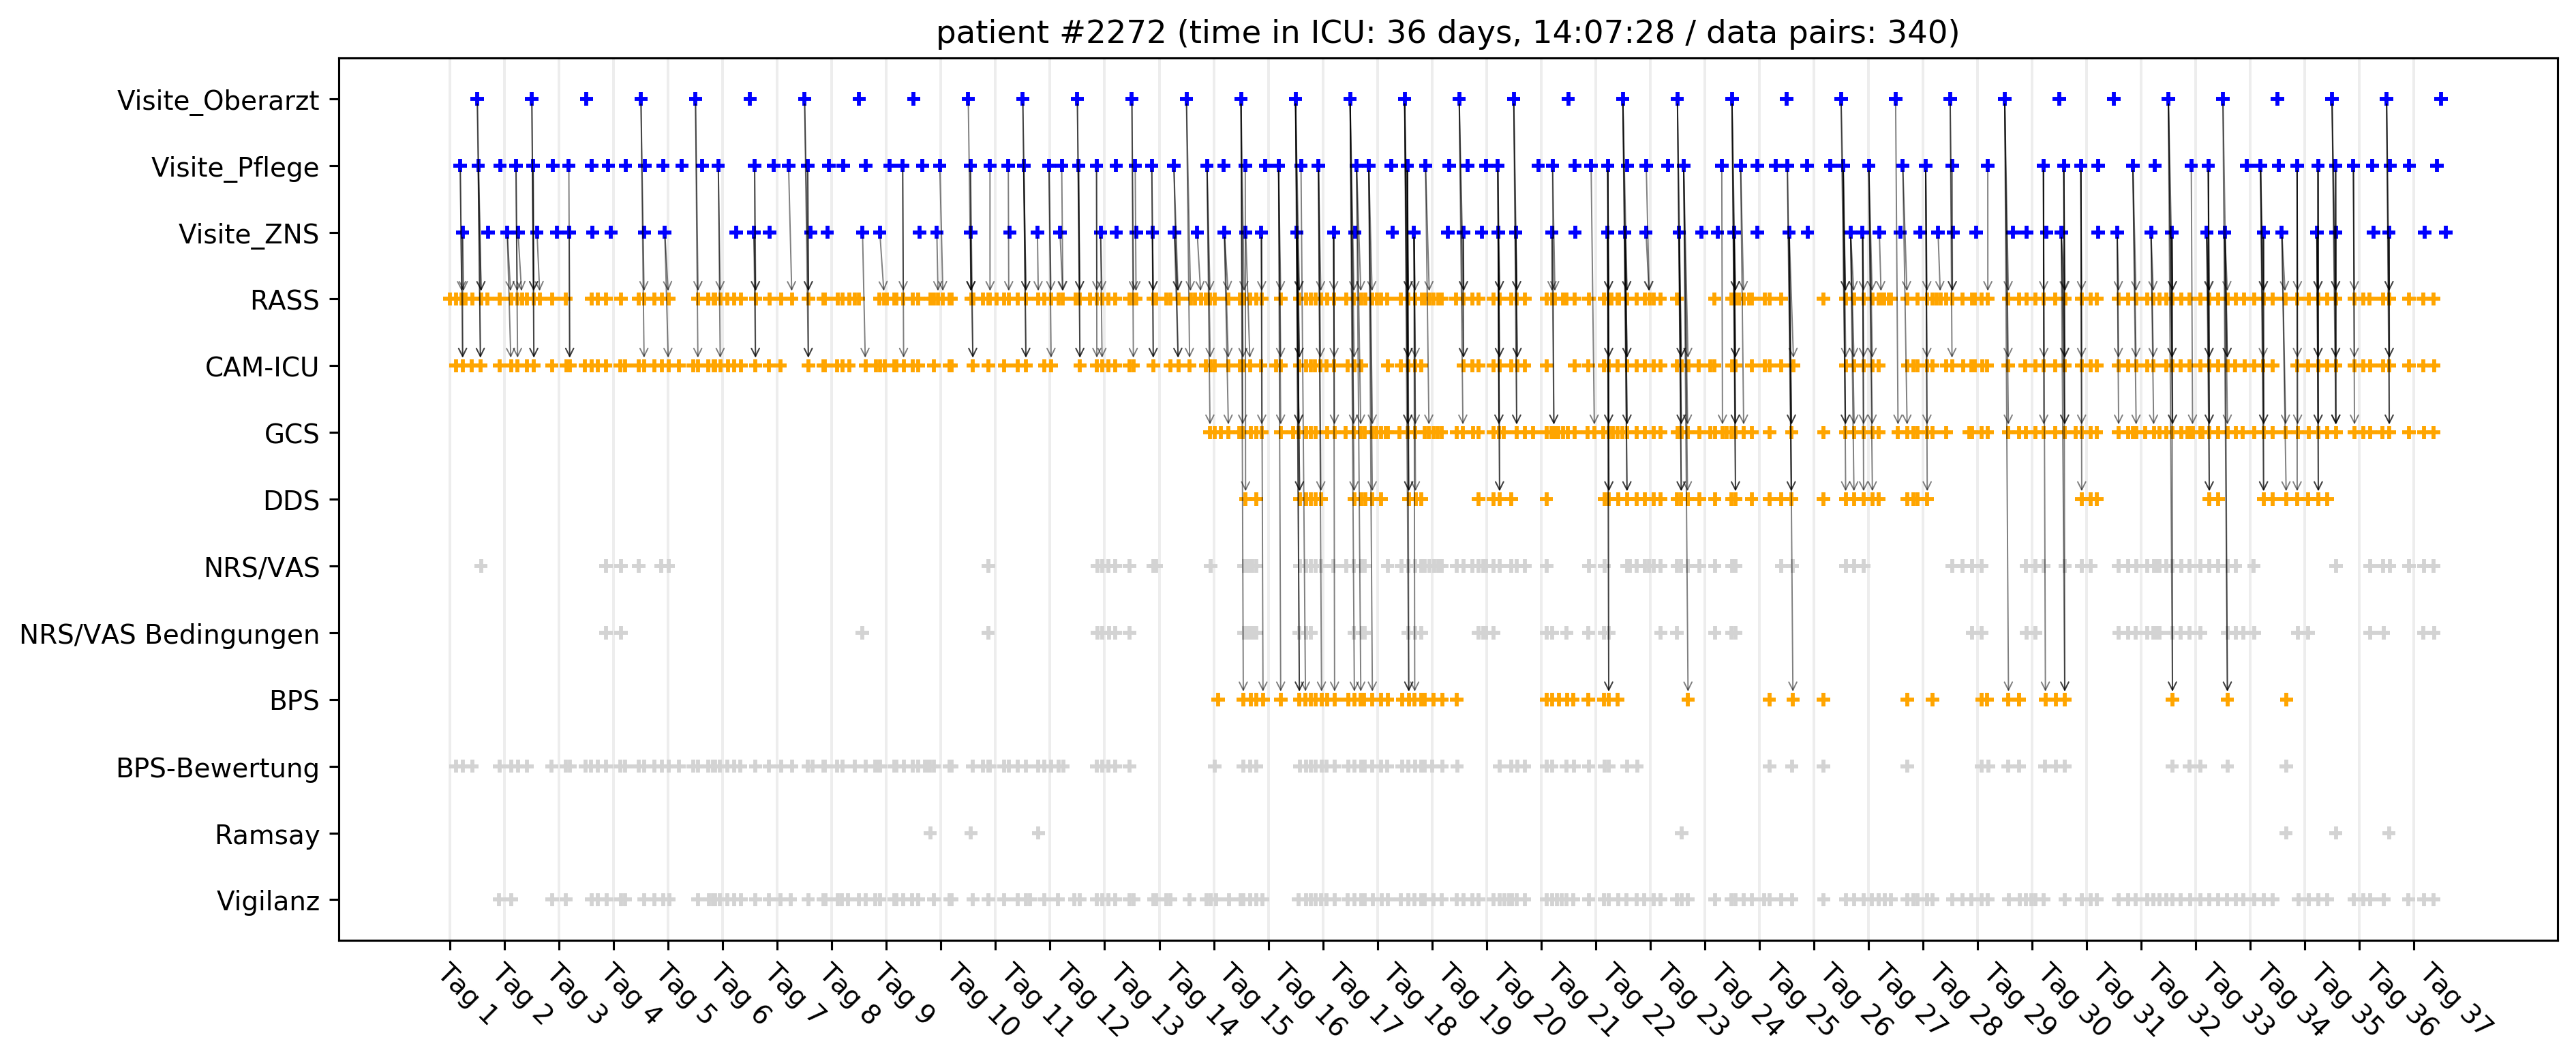 patient #2272 (time in ICU: 36 days, 14:07:28 / data pairs: 340)
Visite_Oberarzt
Visite_Pflege
Visite_ZNS
RASS
CAM-ICU
GCS
DDS
NRS/VAS
NRS/VAS Bedingungen
BPS
BPS-Bewertung
Ramsay
Vigilanz
Tag 1
Tag 2
Tag 3
Tag 4
Tag 5
Tag 6
Tag 7
Tag 8
Tag 9
Tag 10
Tag 11
Tag 12
Tag 13
Tag 14
Tag 15
Tag 16
Tag 17
Tag 18
Tag 19
Tag 20
Tag 21
Tag 22
Tag 23
Tag 24
Tag 25
Tag 26
Tag 27
Tag 28
Tag 29
Tag 30
Tag 31
Tag 32
Tag 33
Tag 34
Tag 35
Tag 36
Tag 37